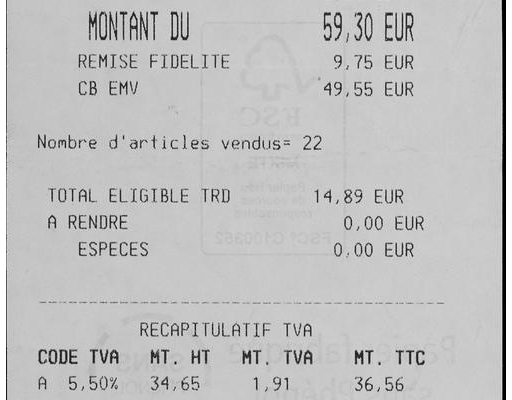 MONTANT DU 59,30 EUR
REMISE FIDELITE 9,75 EUR
CB EMV 49,55 EUR
Nombre d'articles vendus= 22
TOTAL ELIGIBLE TRD 14,89 EUR
A RENDRE 0,00 EUR
ESPECES 0,00 EUR
RECAPITULATIF TVA
CODE TVA MT. HT MT. TVA MT. TTC
A 5,50% 34,65 1,91 36,56